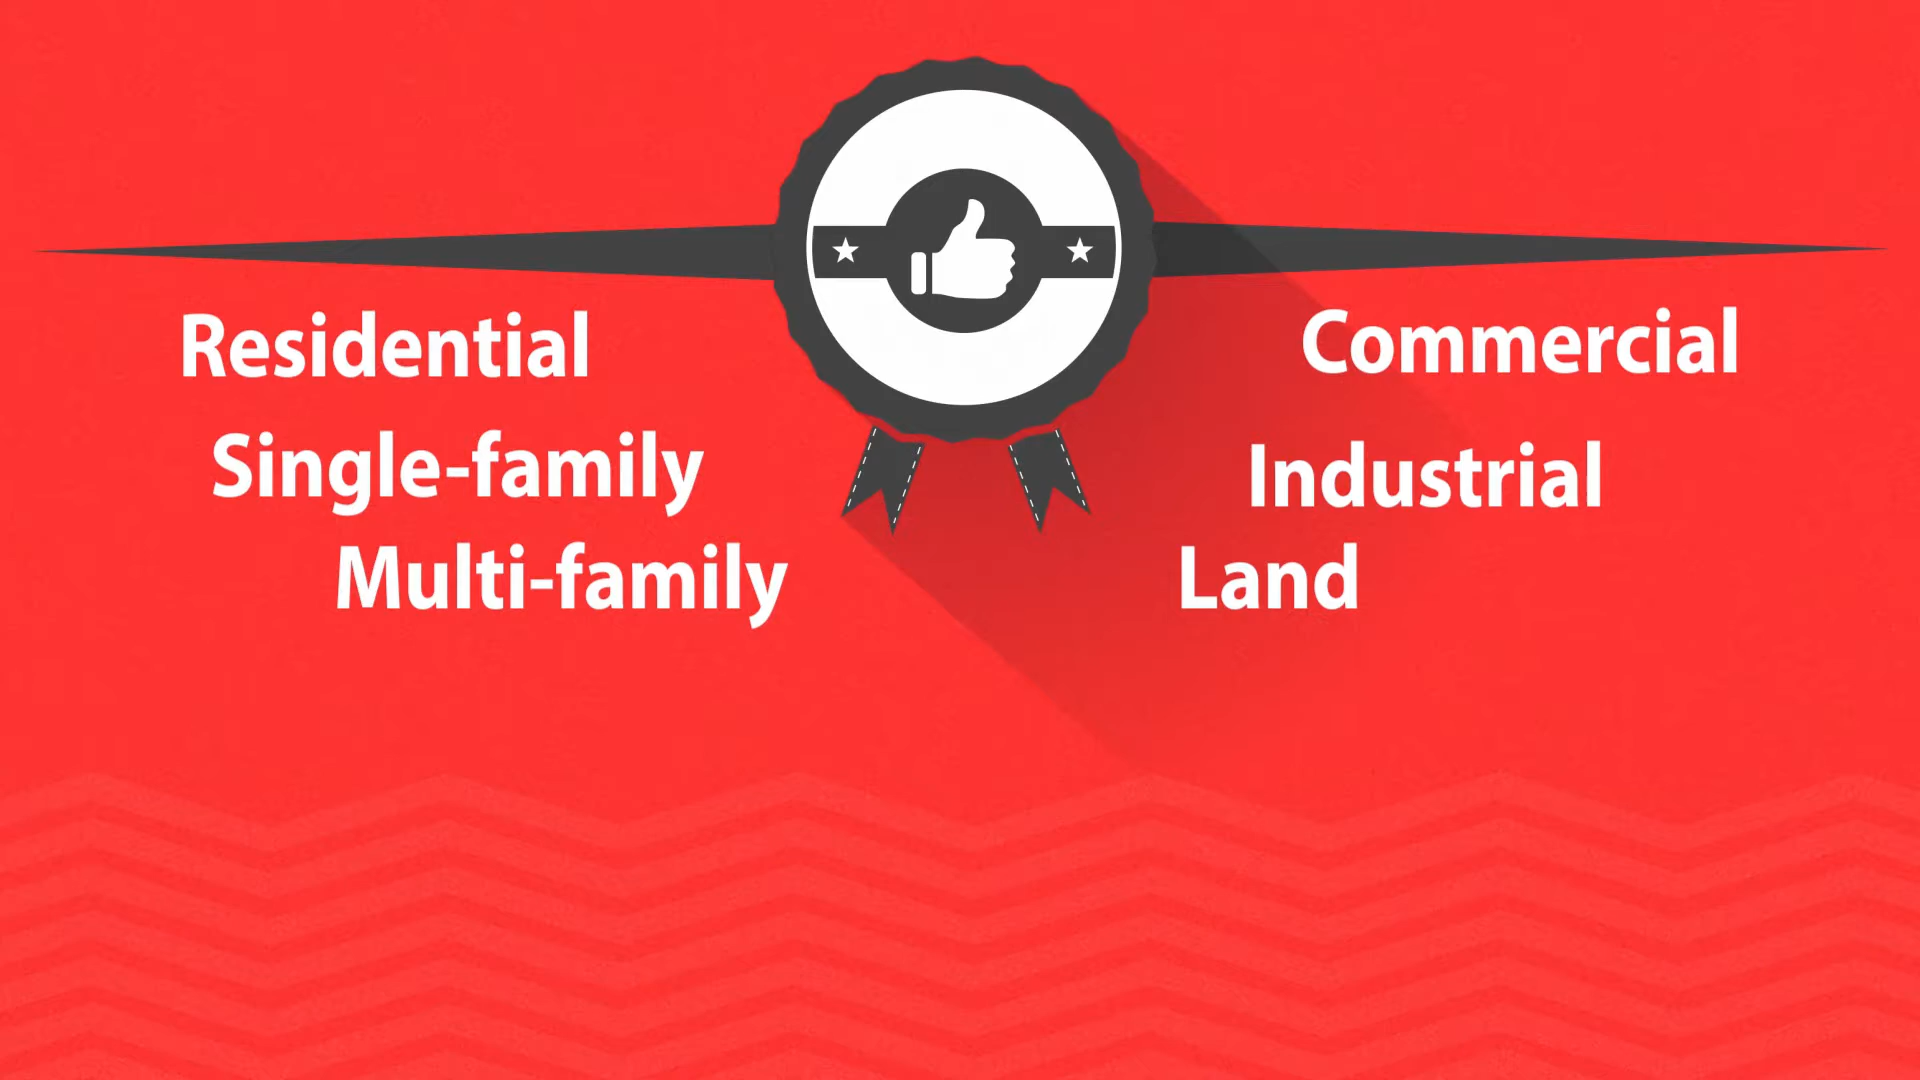 Residential
Single-family
Multi-family
Commercial
Industrial
Land